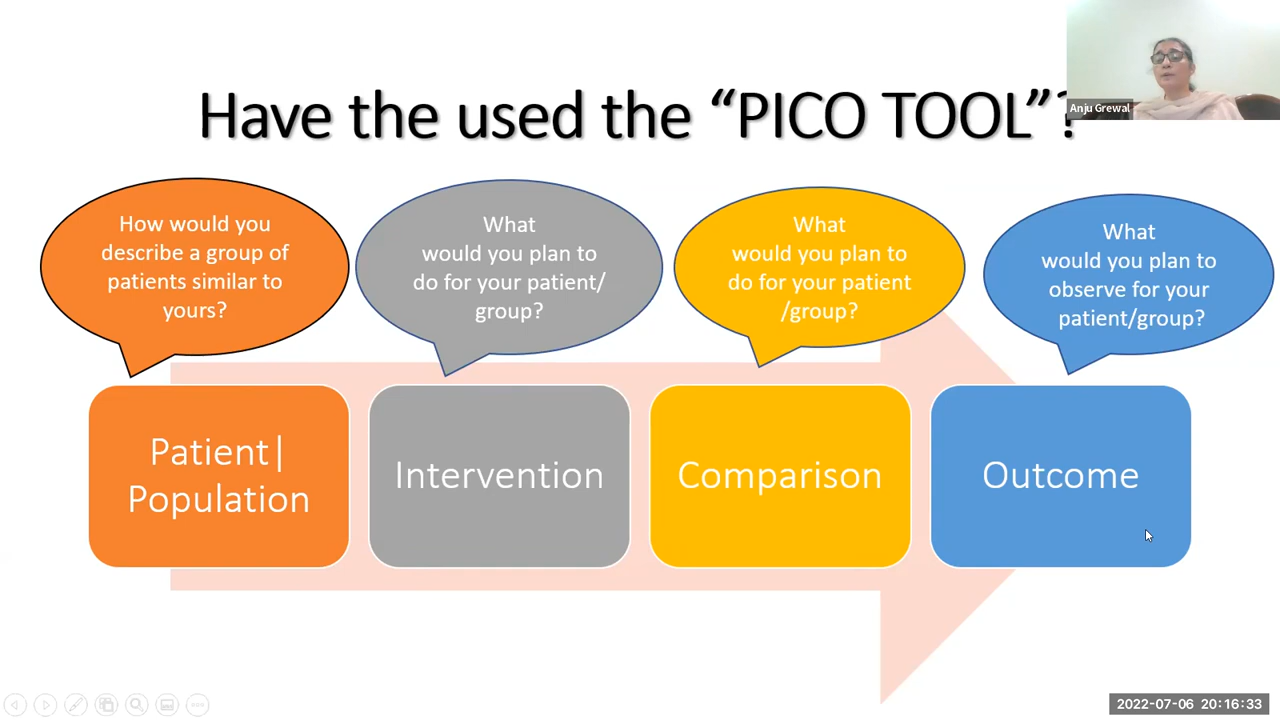 Have the used the “PICO TOOL”?
Anju Grewal
How would you
describe a group of
patients similar to
yours?
What
would you plan to
do for your patient/
group?
What
would you plan to
do for your patient
/group?
What
would you plan to
observe for your
patient/group?
Patient|
Population
Intervention
Comparison
Outcome
2022-07-06 20:16:33